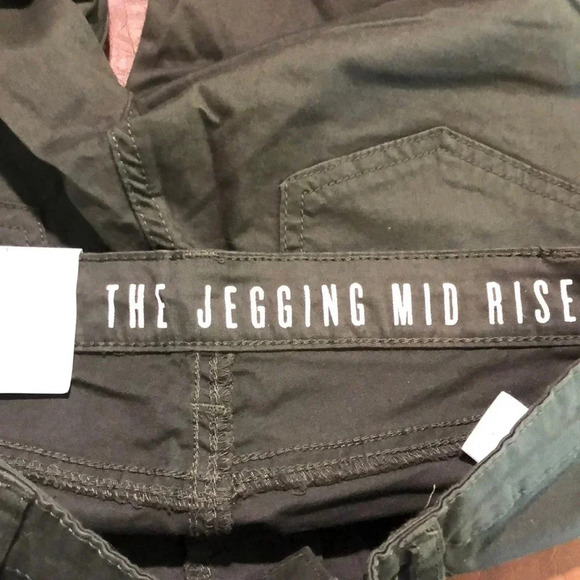 THE JEGGING MID RISE